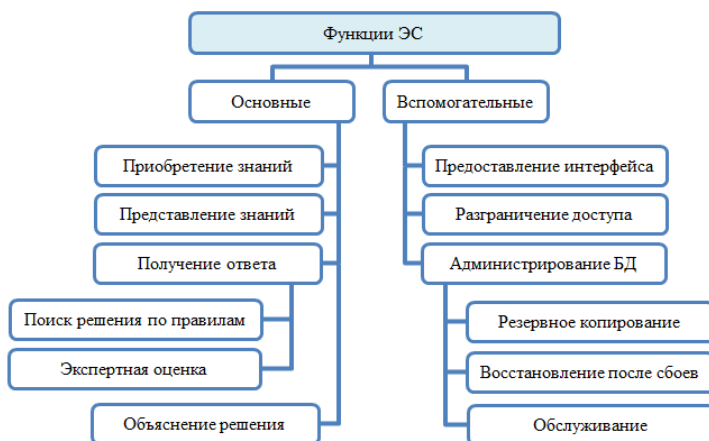 Функции ЭС
Основные
Вспомогательные
Приобретение знаний
Представление знаний
Получение ответа
Поиск решения по правилам
Экспертная оценка
Объяснение решения
Предоставление интерфейса
Разграничение доступа
Администрирование БД
Резервное копирование
Восстановление после сбоев
Обслуживание